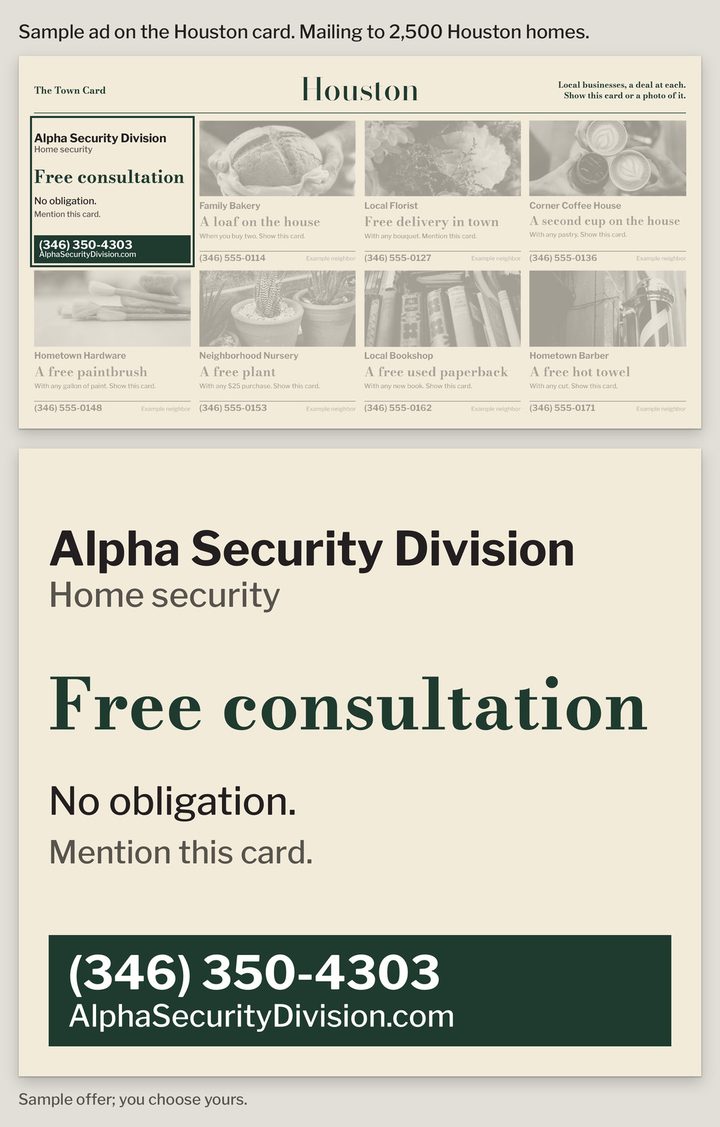 Sample ad on the Houston card. Mailing to 2,500 Houston homes.
The Town Card
Houston
Local businesses, a deal at each.
Show this card or a photo of it.
Alpha Security Division
Home security
Free consultation
No obligation.
Mention this card.
(346) 350-4303
AlphaSecurityDivision.com
Family Bakery
A loaf on the house
When you buy two. Show this card.
(346) 555-0114
Example neighbor
Local Florist
Free delivery in town
With any bouquet. Mention this card.
(346) 555-0127
Example neighbor
Corner Coffee House
A second cup on the house
With any pastry. Show this card.
(346) 555-0136
Example neighbor
Hometown Hardware
A free paintbrush
With any gallon of paint. Show this card.
(346) 555-0148
Example neighbor
Neighborhood Nursery
A free plant
With any $25 purchase. Show this card.
(346) 555-0153
Example neighbor
Local Bookshop
A free used paperback
With any new book. Show this card.
(346) 555-0162
Example neighbor
Hometown Barber
A free hot towel
With any cut. Show this card.
(346) 555-0171
Example neighbor
Alpha Security Division
Home security
Free consultation
No obligation.
Mention this card.
(346) 350-4303
AlphaSecurityDivision.com
Sample offer; you choose yours.